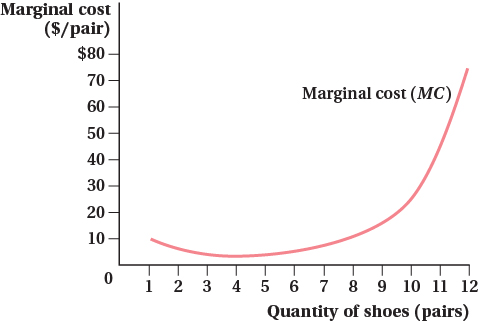 Marginal cost
($/pair)
$80
70
60
50
40
30
20
10
0
Marginal cost (MC)
1 2 3 4 5 6 7 8 9 10 11 12
Quantity of shoes (pairs)